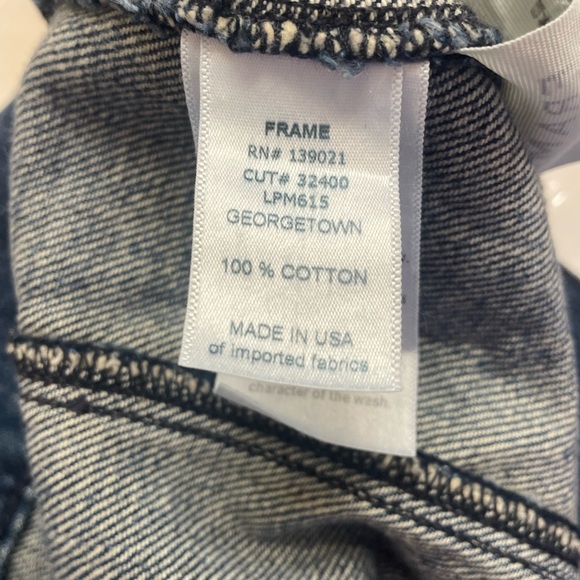 FRAME
RN# 139021
CUT# 32400
LPM615
GEORGETOWN
100 % COTTON
MADE IN USA
of imported fabrics
character of the wash